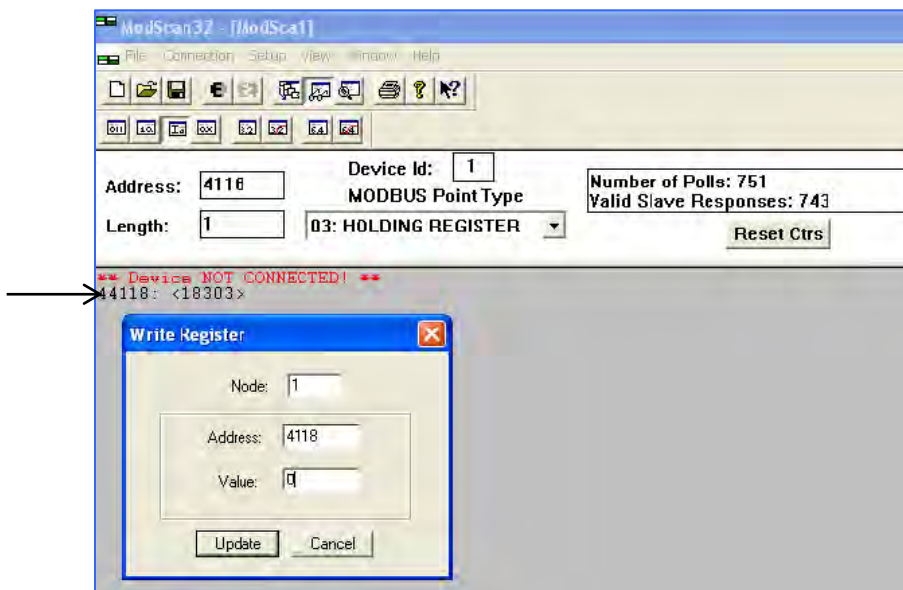 ModScan32 - [ModSca1]
File Connection Setup View Window Help
Address: 4118
Device Id: 1
MODBUS Point Type
Length: 1
03: HOLDING REGISTER
Number of Polls: 751
Valid Slave Responses: 743
Reset Ctrs
** Device NOT CONNECTED! **
44118: <18303>
Write Register
Node: 1
Address: 4118
Value: 0
Update Cancel